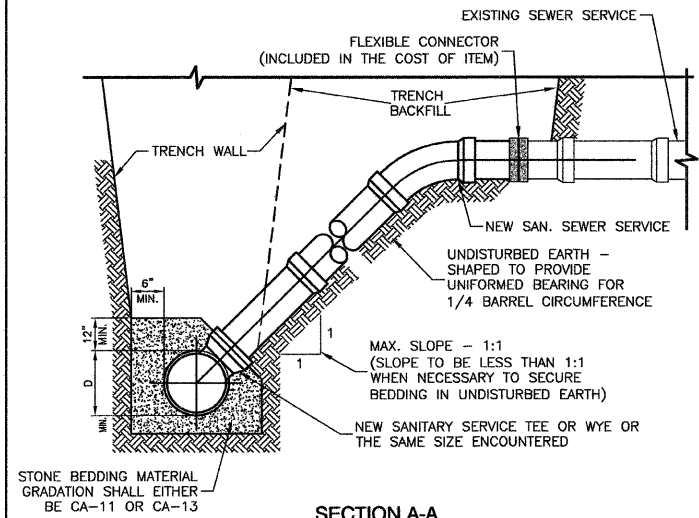 EXISTING SEWER SERVICE
FLEXIBLE CONNECTOR
(INCLUDED IN THE COST OF ITEM)
TRENCH
BACKFILL
TRENCH WALL
NEW SAN. SEWER SERVICE
UNDISTURBED EARTH –
SHAPED TO PROVIDE
UNIFORMED BEARING FOR
1/4 BARREL CIRCUMFERENCE
6"
MIN.
12"
MIN.
D
MIN.
1
1
MAX. SLOPE – 1:1
(SLOPE TO BE LESS THAN 1:1
WHEN NECESSARY TO SECURE
BEDDING IN UNDISTURBED EARTH)
NEW SANITARY SERVICE TEE OR WYE OR
THE SAME SIZE ENCOUNTERED
STONE BEDDING MATERIAL
GRADATION SHALL EITHER
BE CA-11 OR CA-13
SECTION A-A